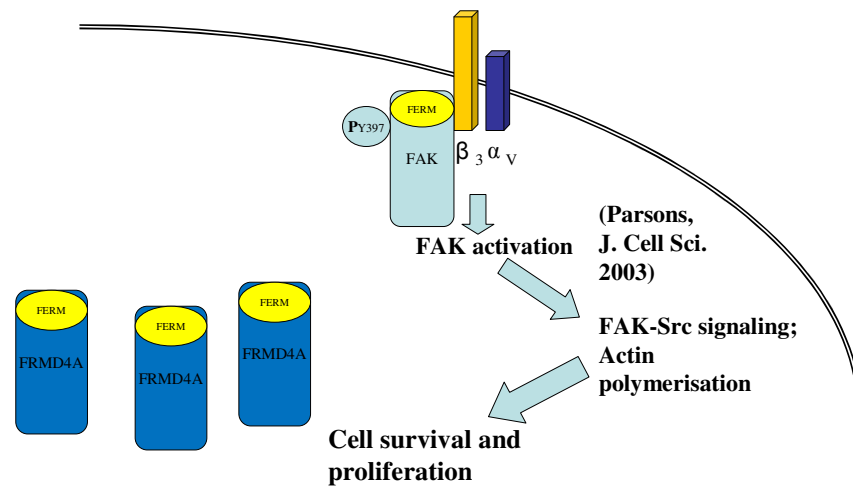 FERM
PY397
FAK
β 3 α V
FAK activation
(Parsons,
J. Cell Sci.
2003)
FERM
FRMD4A
FERM
FRMD4A
FERM
FRMD4A
FAK-Src signaling;
Actin
polymerisation
Cell survival and
proliferation